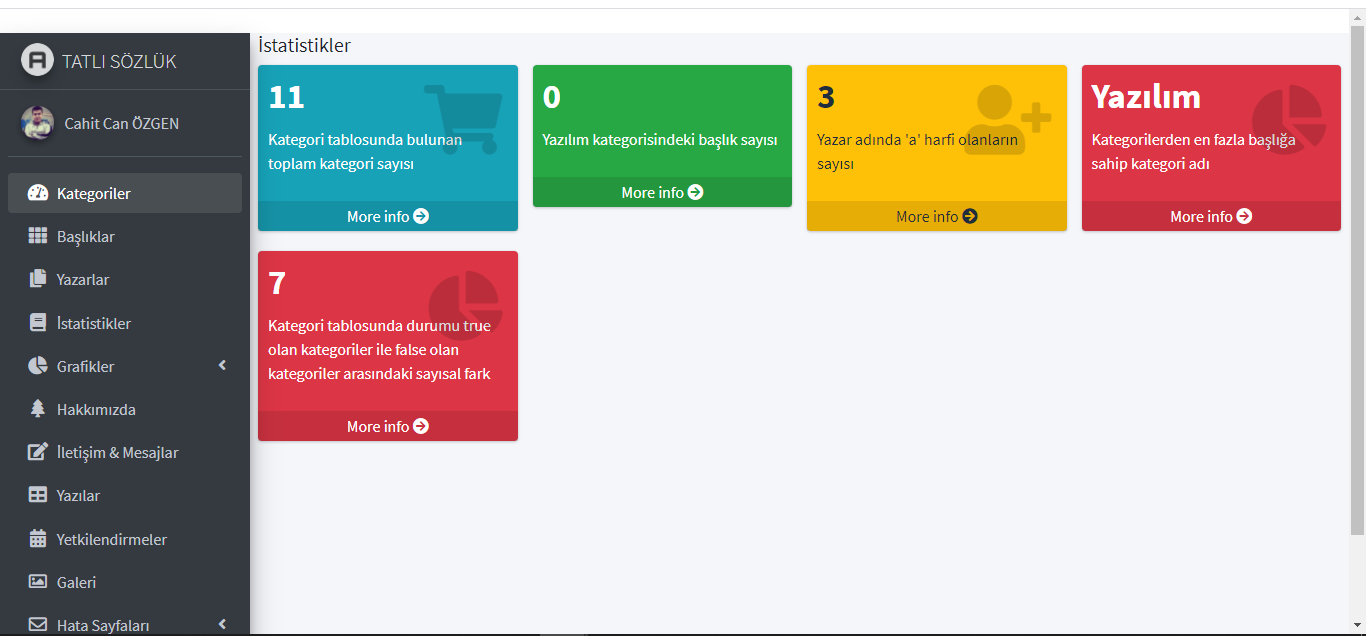 TATLI SÖZLÜK
Cahit Can ÖZGEN
Kategoriler
Başlıklar
Yazarlar
İstatistikler
Grafikler
Hakkımızda
İletişim & Mesajlar
Yazılar
Yetkilendirmeler
Galeri
Hata Sayfaları
İstatistikler
11
Kategori tablosunda bulunan
toplam kategori sayısı
More info
0
Yazılım kategorisindeki başlık sayısı
More info
3
Yazar adında 'a' harfi olanların
sayısı
More info
Yazılım
Kategorilerden en fazla başlığa
sahip kategori adı
More info
7
Kategori tablosunda durumu true
olan kategoriler ile false olan
kategoriler arasındaki sayısal fark
More info